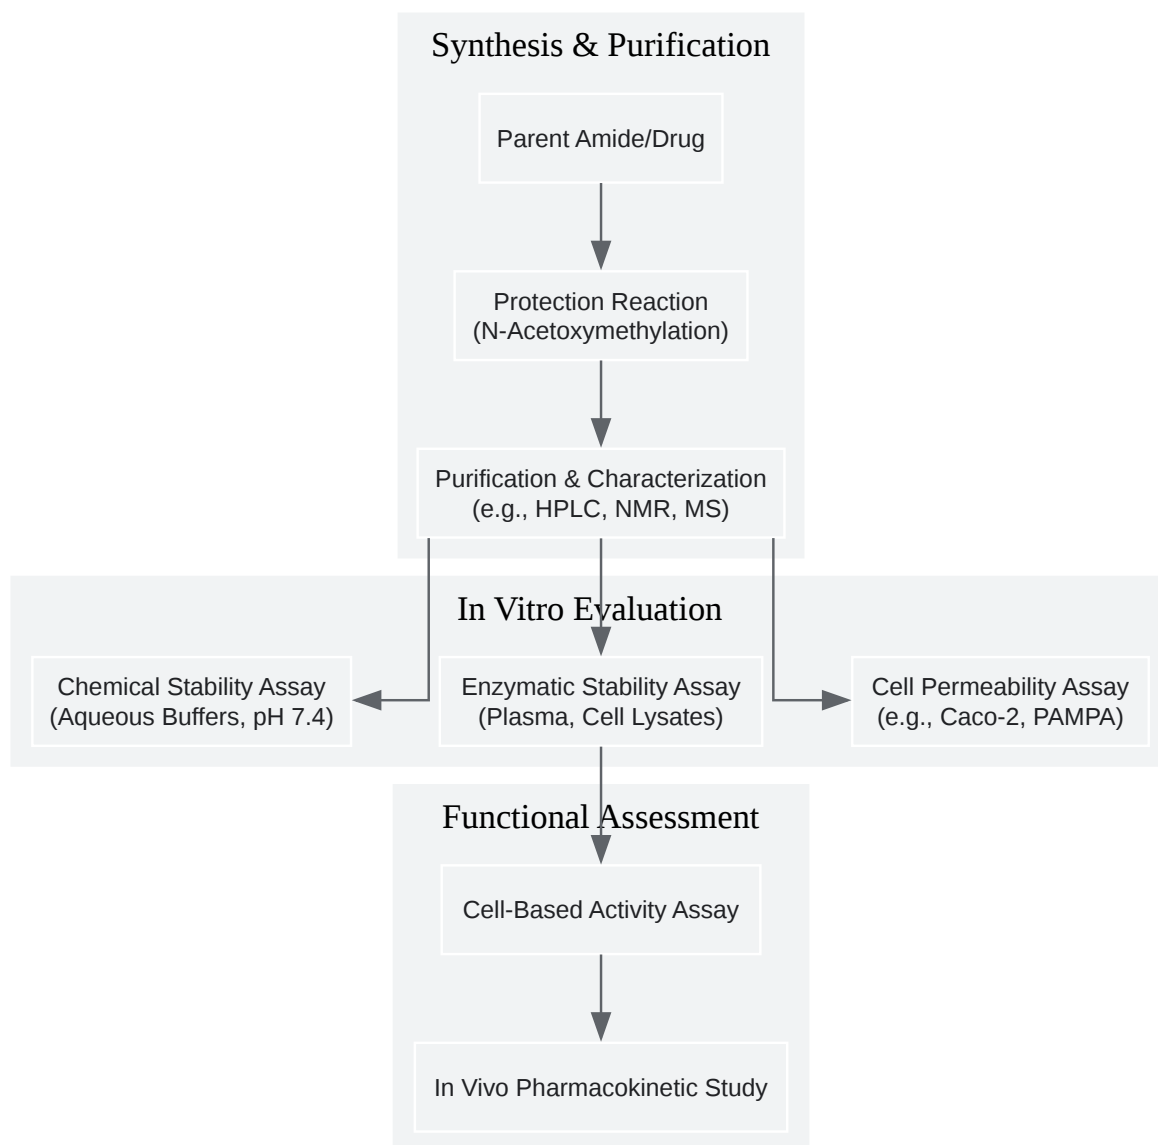 Synthesis & Purification
Parent Amide/Drug
Protection Reaction
(N-Acetoxymethylation)
Purification & Characterization
(e.g., HPLC, NMR, MS)
In Vitro Evaluation
Chemical Stability Assay
(Aqueous Buffers, pH 7.4)
Enzymatic Stability Assay
(Plasma, Cell Lysates)
Cell Permeability Assay
(e.g., Caco-2, PAMPA)
Functional Assessment
Cell-Based Activity Assay
In Vivo Pharmacokinetic Study